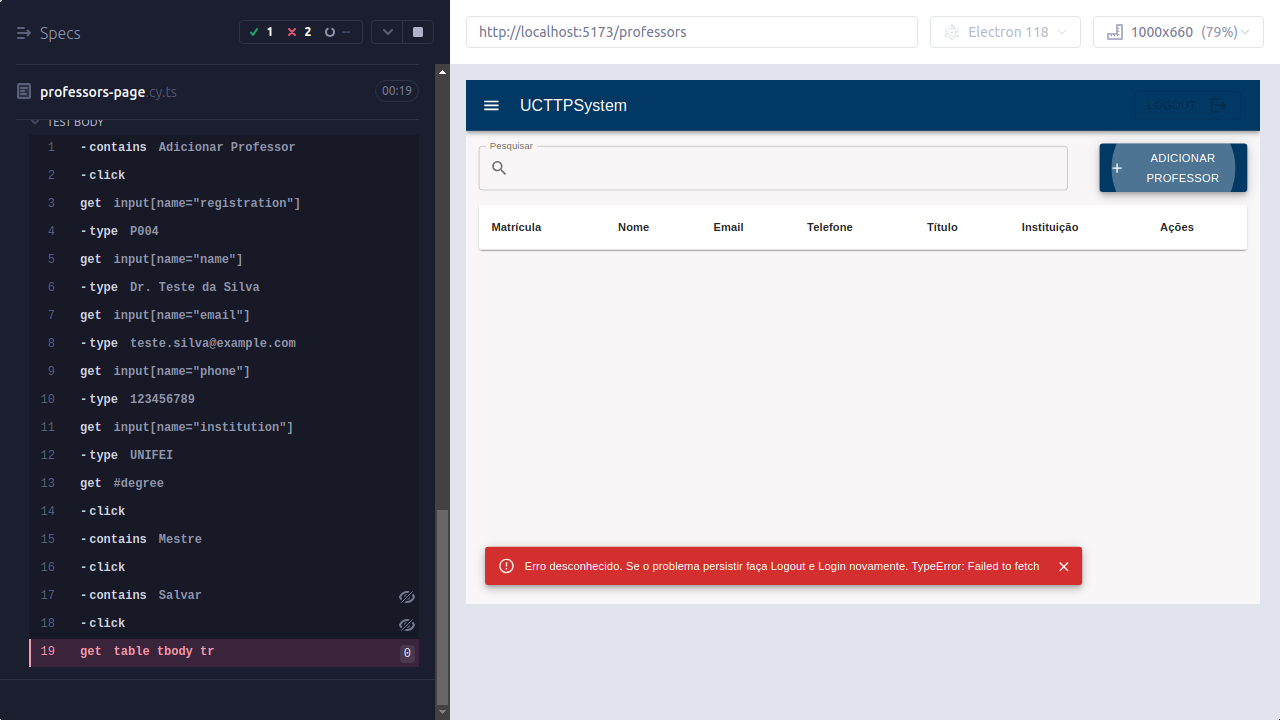 Specs
1
2
--
professors-page.cy.ts
00:19
TEST BODY
1 -contains Adicionar Professor
2 -click
3 get input[name="registration"]
4 -type P004
5 get input[name="name"]
6 -type Dr. Teste da Silva
7 get input[name="email"]
8 -type teste.silva@example.com
9 get input[name="phone"]
10 -type 123456789
11 get input[name="institution"]
12 -type UNIFEI
13 get #degree
14 -click
15 -contains Mestre
16 -click
17 -contains Salvar
18 -click
19 get table tbody tr 0
http://localhost:5173/professors
Electron 118
1000x660 (79%)
UCTTPSystem
LOGOUT
Pesquisar
ADICIONAR
PROFESSOR
Matrícula Nome Email Telefone Título Instituição Ações
Erro desconhecido. Se o problema persistir faça Logout e Login novamente. TypeError: Failed to fetch